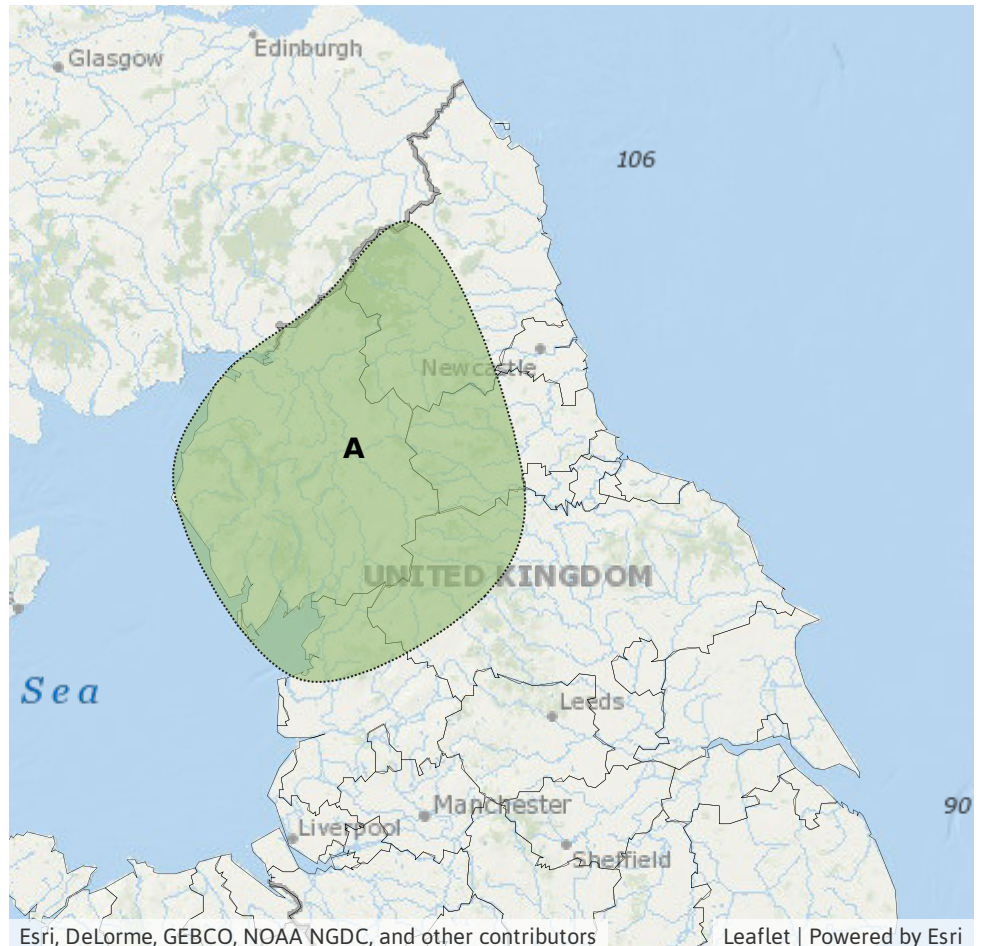 Glasgow
Edinburgh
106
Newcastle
A
UNITED KINGDOM
s
Sea
Leeds
90
Manchester
Liverpool
Sheffield
Esri, DeLorme, GEBCO, NOAA NGDC, and other contributors
Leaflet | Powered by Esri